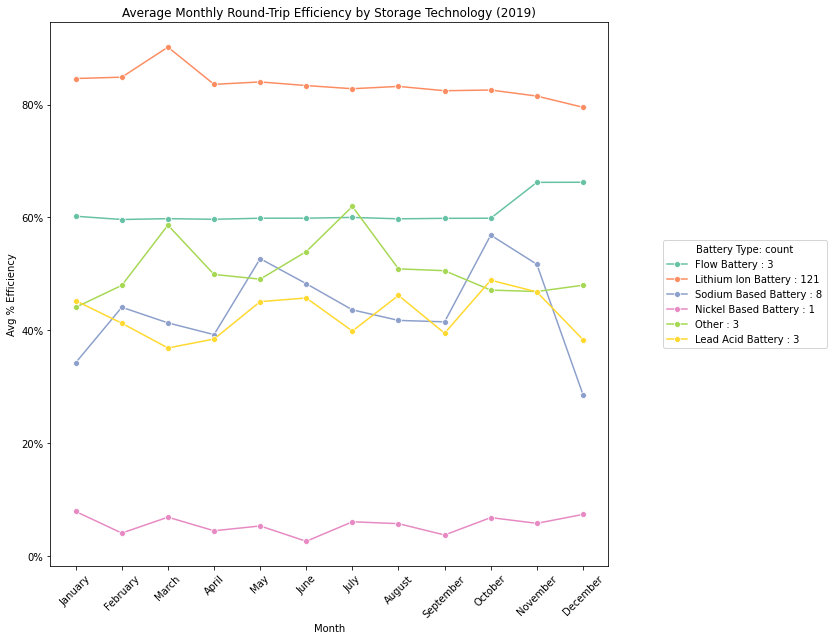 Average Monthly Round-Trip Efficiency by Storage Technology (2019)
Avg % Efficiency
80%
60%
40%
20%
0%
January
February
March
April
May
June
July
August
September
October
November
December
Month
Battery Type: count
Flow Battery : 3
Lithium Ion Battery : 121
Sodium Based Battery : 8
Nickel Based Battery : 1
Other : 3
Lead Acid Battery : 3